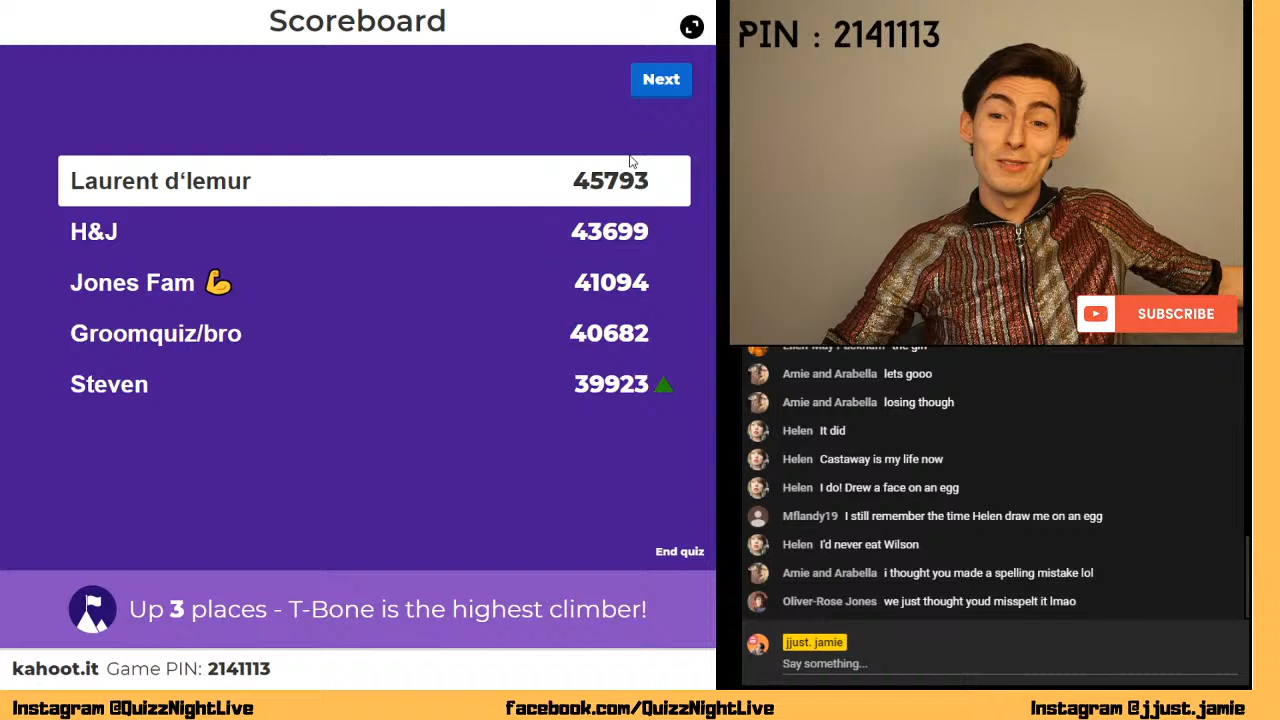 Scoreboard
Next
Laurent d‘lemur 45793
H&J 43699
Jones Fam 💪 41094
Groomquiz/bro 40682
Steven 39923
End quiz
Up 3 places - T-Bone is the highest climber!
kahoot.it Game PIN: 2141113
PIN : 2141113
SUBSCRIBE
Amie and Arabella lets gooo
Amie and Arabella losing though
Helen It did
Helen Castaway is my life now
Helen I do! Drew a face on an egg
Mflandy19 I still remember the time Helen draw me on an egg
Helen I'd never eat Wilson
Amie and Arabella i thought you made a spelling mistake lol
Oliver-Rose Jones we just thought youd misspelt it lmao
jjust. jamie
Say something...
Instagram @QuizzNightLive facebook.com/QuizzNightLive Instagram @jjust.jamie